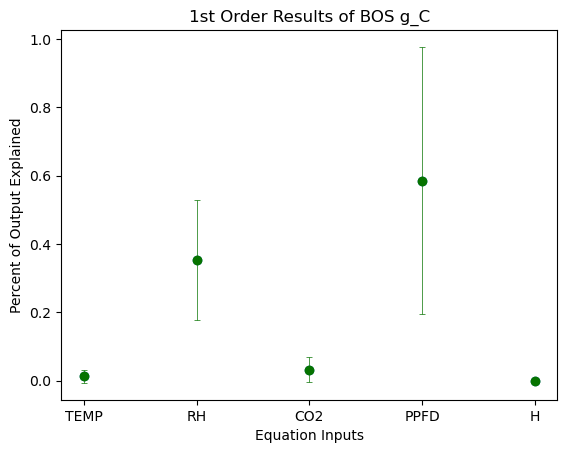 1st Order Results of BOS g_C
Percent of Output Explained
1.0
0.8
0.6
0.4
0.2
0.0
TEMP RH CO2 PPFD H
Equation Inputs